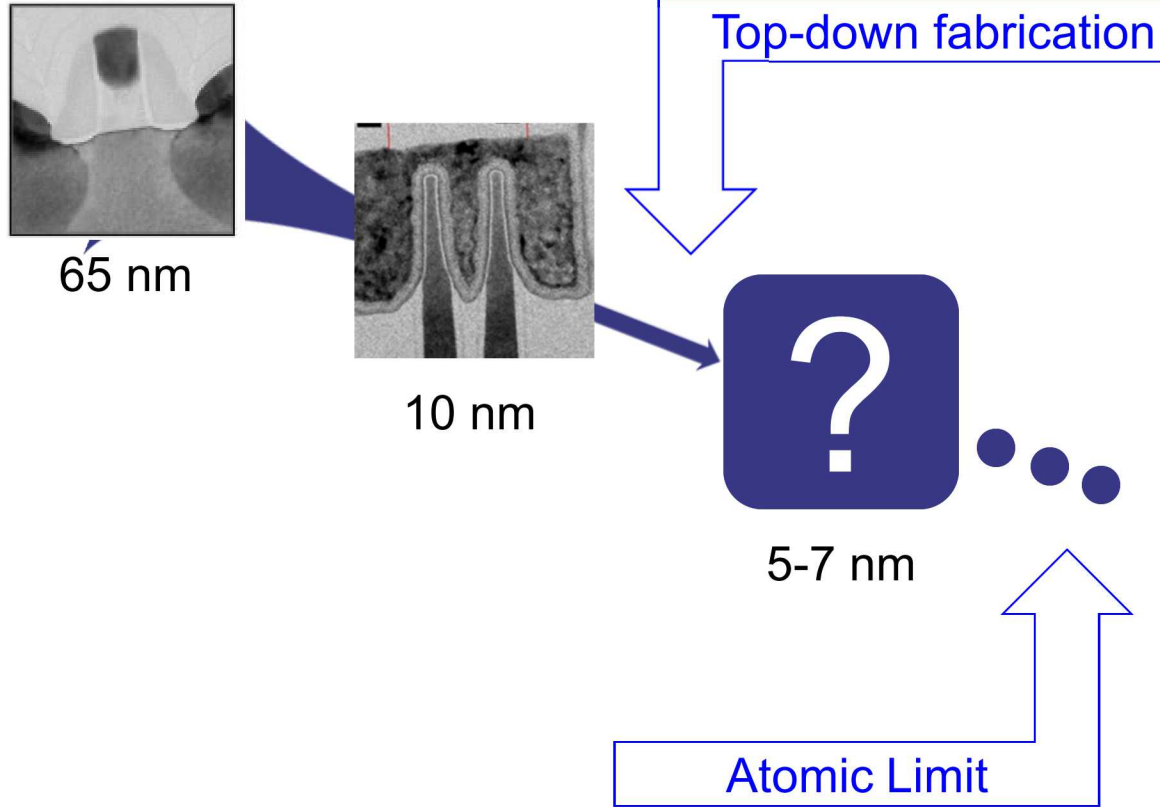 Top-down fabrication
65 nm
10 nm
?
5-7 nm
Atomic Limit